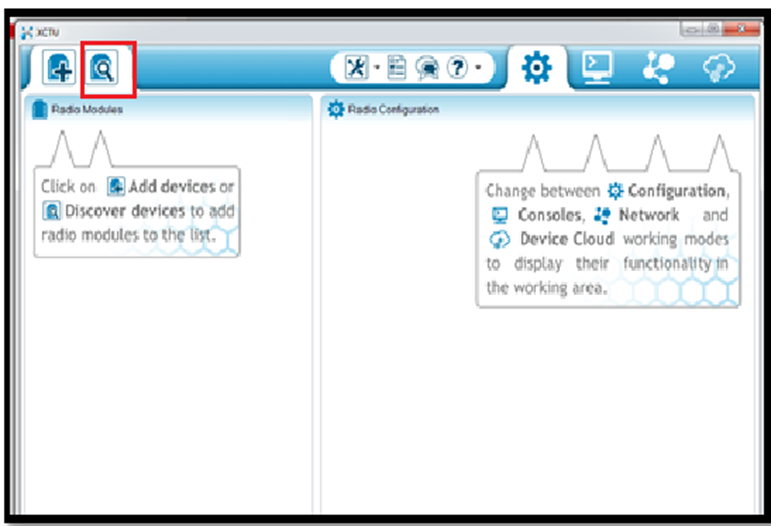 XCTU
Radio Modules
Radio Configuration
Click on Add devices or
Discover devices to add
radio modules to the list.
Change between Configuration,
Consoles, Network and
Device Cloud working modes
to display their functionality in
the working area.